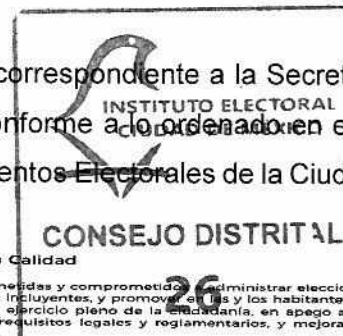 correspondiente a la Secret
INSTITUTO ELECTORAL
nforme a lo ordenado en e
CIUDAD DE MÉXICO
entos Electorales de la Ciud
CONSEJO DISTRITAL
Calidad
26
metidas y comprometidas administrar eleccio
incluyentes, y promover en las y los habitante
ejercicio pleno de la ciudadanía, en apego a
requisitos legales y reglamentarios, y mejora